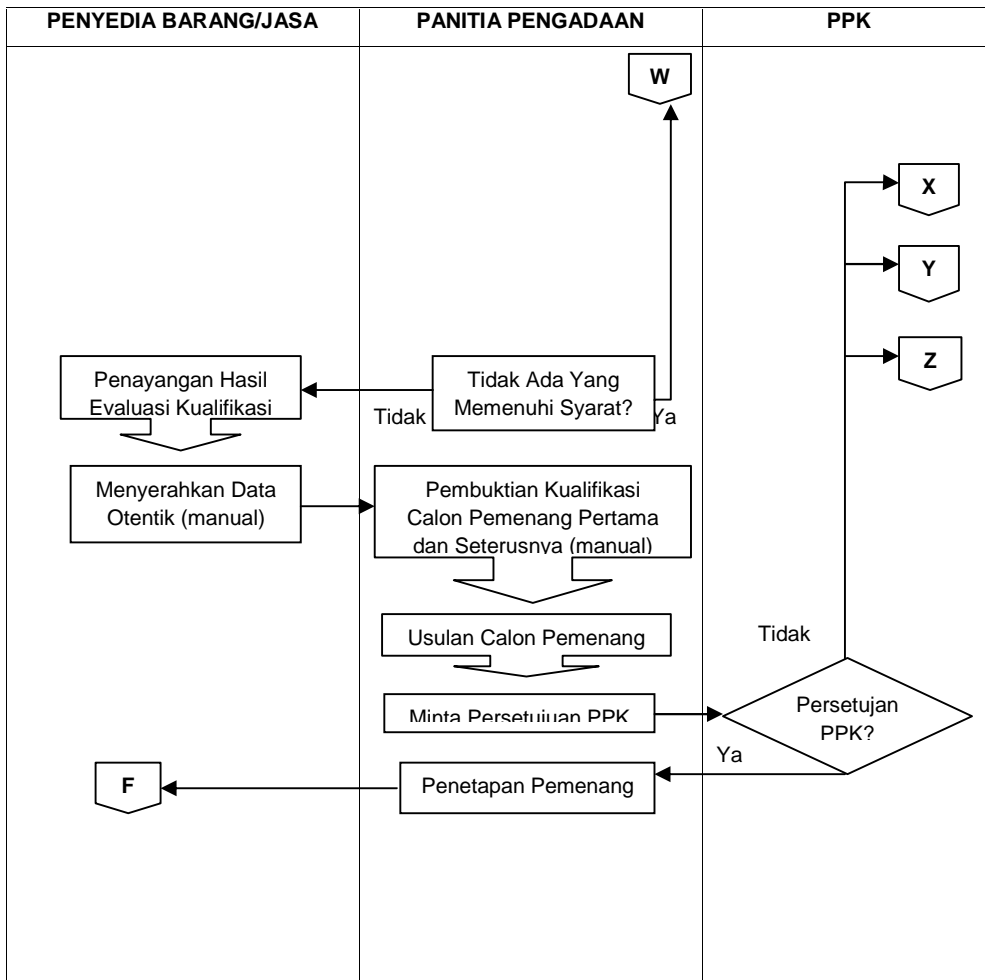 PENYEDIA BARANG/JASA
PANITIA PENGADAAN
PPK
W
X
Y
Z
Penayangan Hasil
Evaluasi Kualifikasi
Tidak
Tidak Ada Yang
Memenuhi Syarat?
Ya
Menyerahkan Data
Otentik (manual)
Pembuktian Kualifikasi
Calon Pemenang Pertama
dan Seterusnya (manual)
Usulan Calon Pemenang
Tidak
Minta Persetujuan PPK
Persetujan
PPK?
Ya
F
Penetapan Pemenang